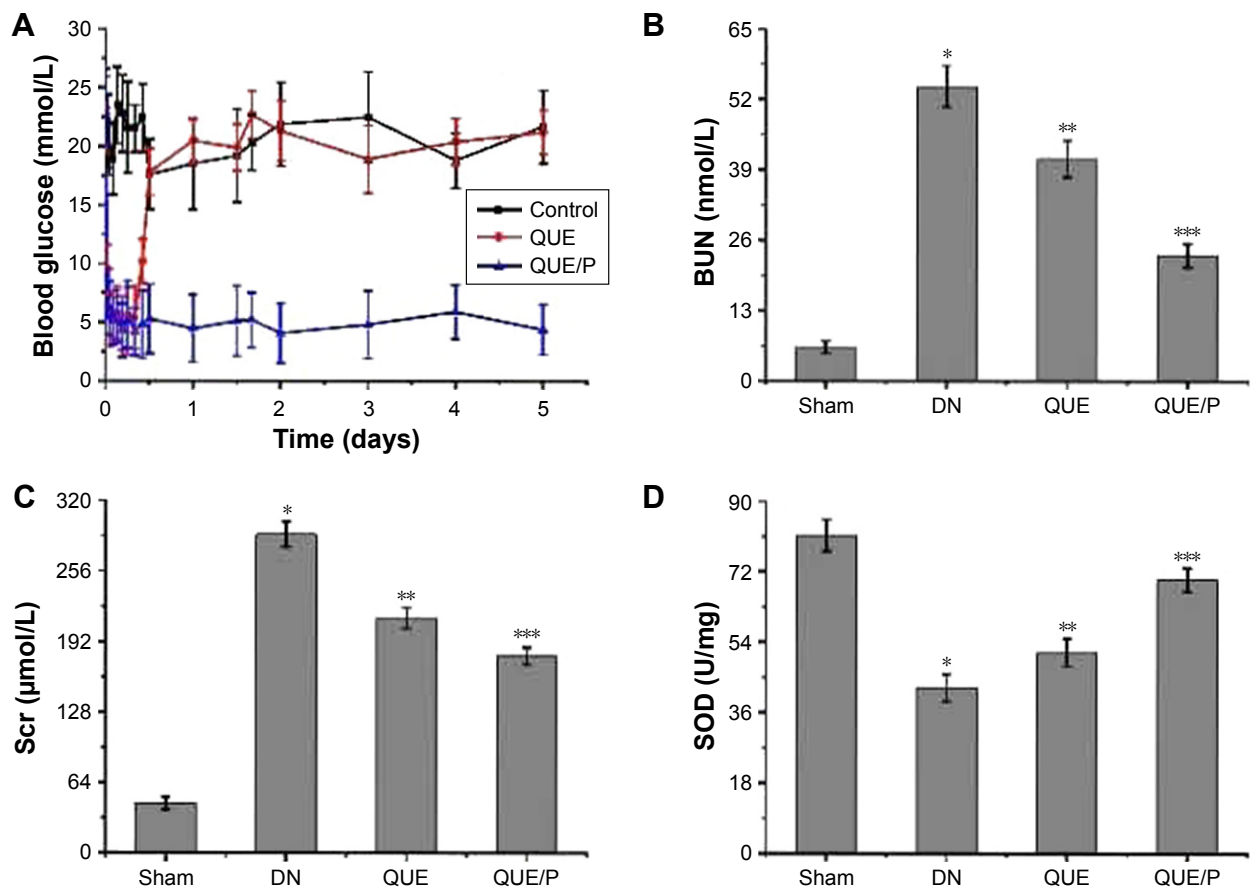 A
30
25
20
15
10
5
0
Blood glucose (mmol/L)
Control
QUE
QUE/P
0 1 2 3 4 5
Time (days)
B
65
52
39
26
13
0
BUN (nmol/L)
*
**
***
Sham DN QUE QUE/P
C
320
256
192
128
64
0
Scr (µmol/L)
*
**
***
Sham DN QUE QUE/P
D
90
72
54
36
18
0
SOD (U/mg)
*
**
***
Sham DN QUE QUE/P